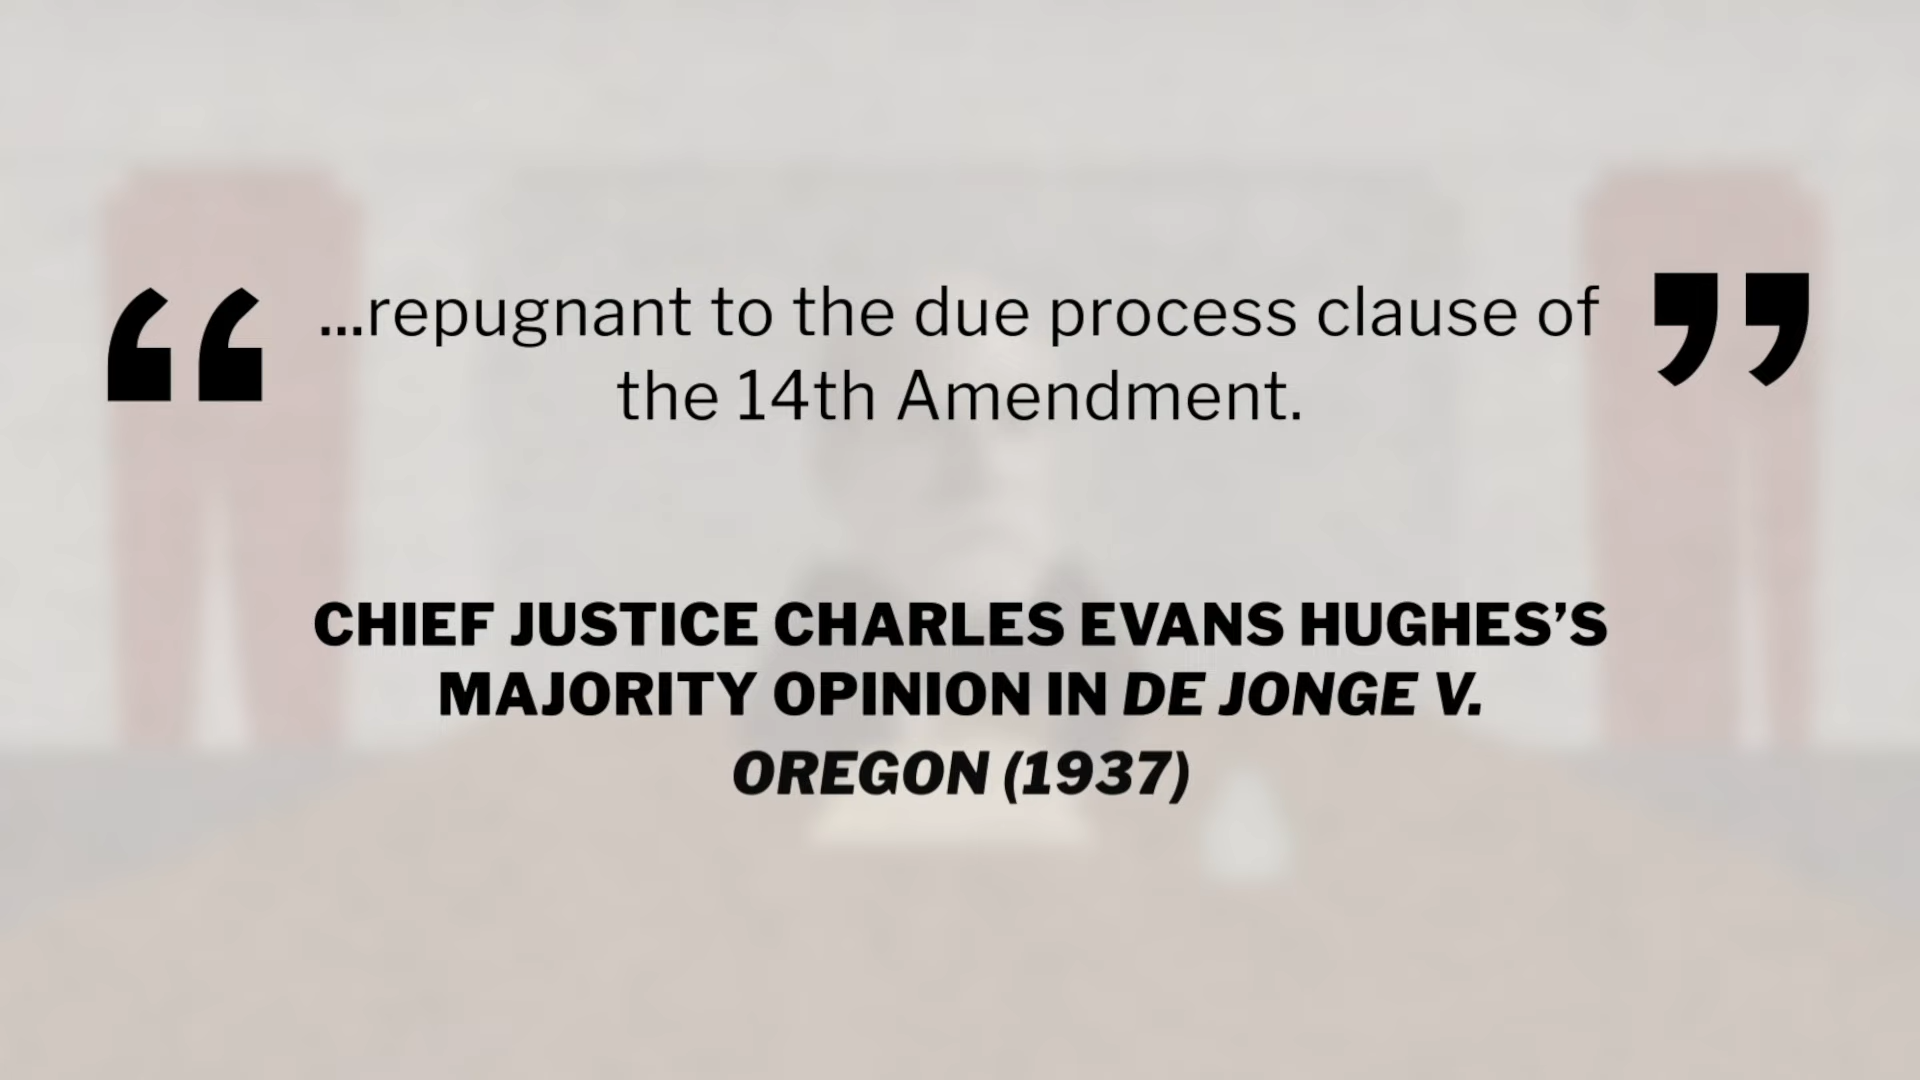 “ ...repugnant to the due process clause of ”
the 14th Amendment.
CHIEF JUSTICE CHARLES EVANS HUGHES’S
MAJORITY OPINION IN DE JONGE V.
OREGON (1937)